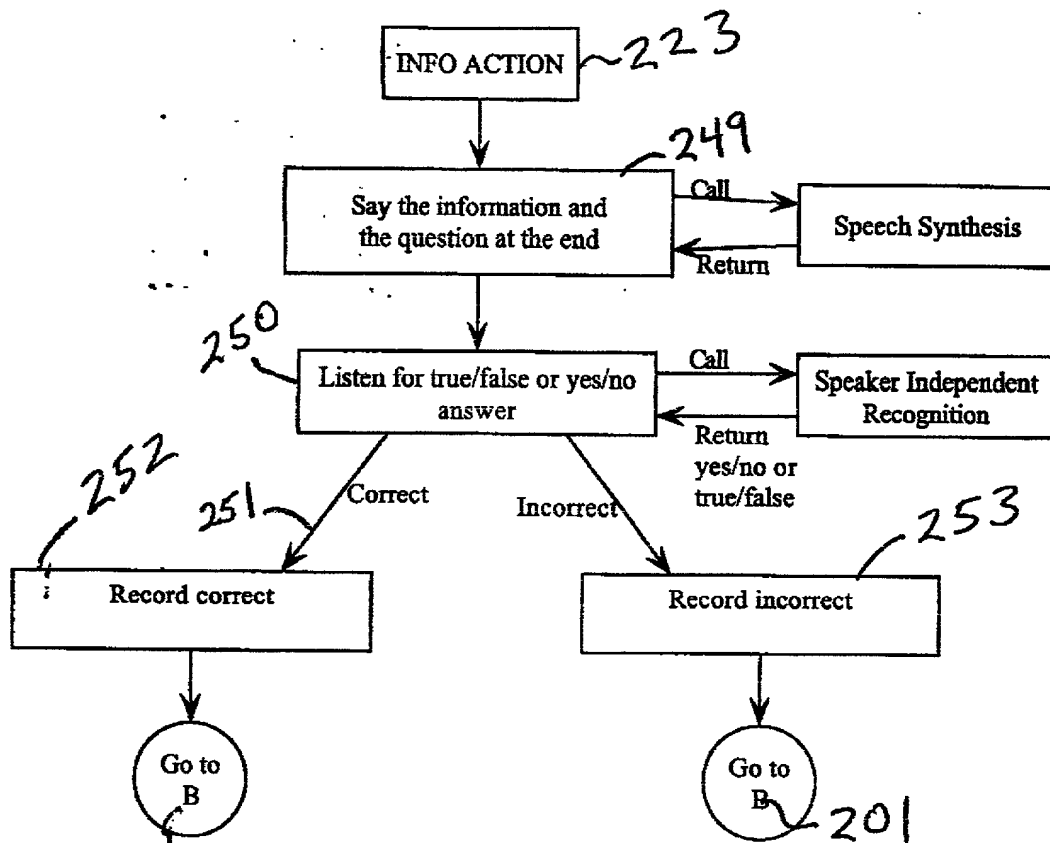 INFO ACTION
223
249
Say the information and
the question at the end
Call
Return
Speech Synthesis
250
Listen for true/false or yes/no
answer
Call
Return
yes/no or
true/false
Speaker Independent
Recognition
252
251
Correct
Incorrect
253
Record correct
Record incorrect
Go to
B
Go to
B
201